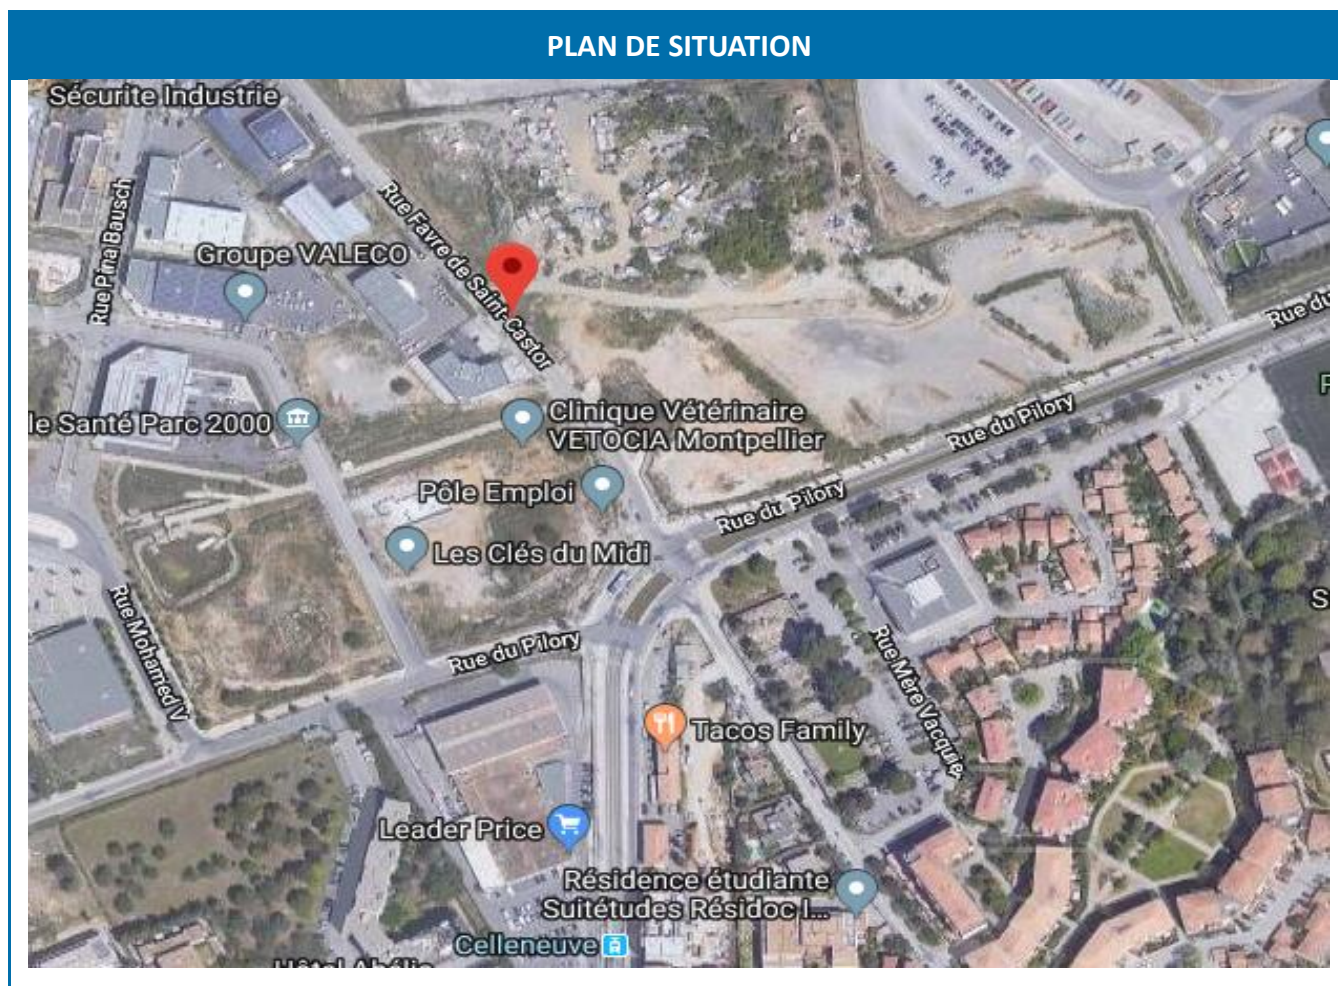 PLAN DE SITUATION
Sécurite Industrie
Rue Pina Bausch
Rue Favre de Saint-Castor
Groupe VALECO
Rue du
le Santé Parc 2000
Clinique Vétérinaire
VETOCIA Montpellier
Rue du Pilory
Pôle Emploi
Rue du Pilory
Les Clés du Midi
Rue Mohamed V
Rue du Pilory
Rue Mère Vacquie
Tacos Family
Leader Price
Résidence étudiante
Suitétudes Résidoc I...
Celleneuve